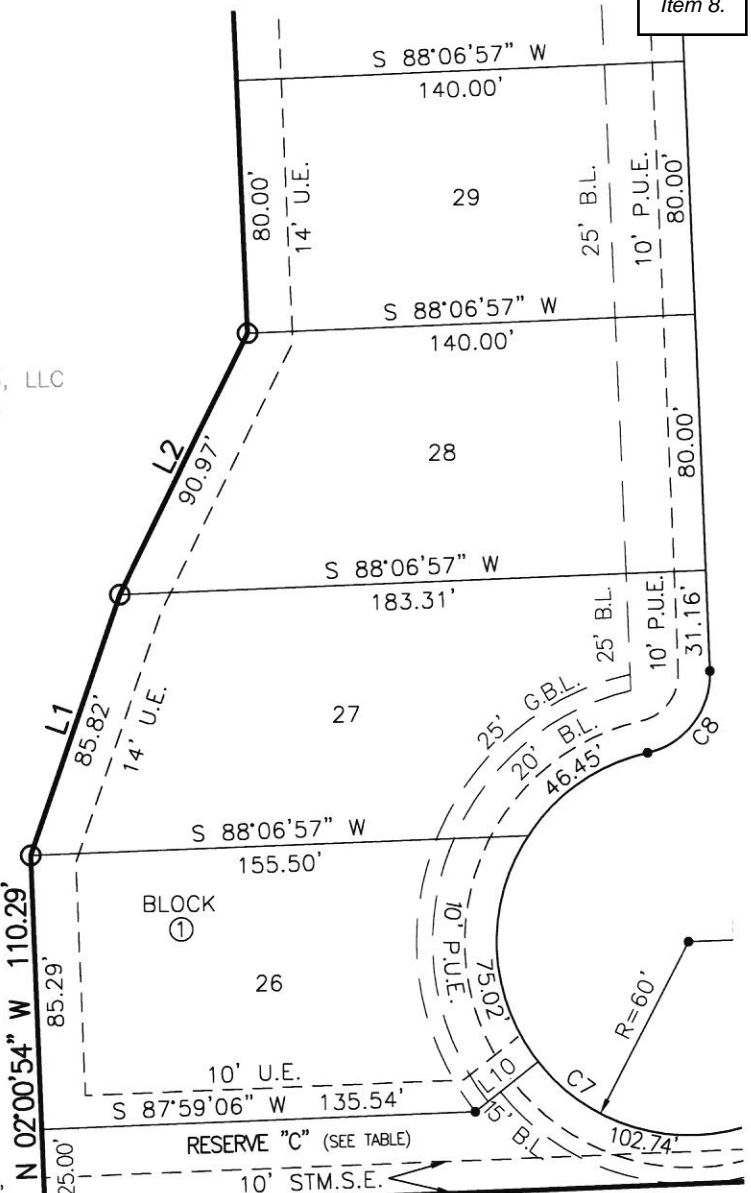 Item 8.
S 88°06'57" W
140.00'
80.00'
14' U.E.
29
25' B.L.
10' P.U.E.
80.00'
S 88°06'57" W
140.00'
, LLC
L2
90.97'
28
80.00'
S 88°06'57" W
183.31'
25' B.L.
10' P.U.E.
31.16'
L1
85.82'
14' U.E.
27
25' G.B.L.
20' B.L.
46.45'
C8
S 88°06'57" W
155.50'
N 02°00'54" W 110.29'
85.29'
BLOCK
1
26
10' P.U.E.
75.02'
R=60'
10' U.E.
L10
C7
S 87°59'06" W 135.54'
15' B.L.
102.74'
RESERVE "C" (SEE TABLE)
25.00'
10' STM.S.E.